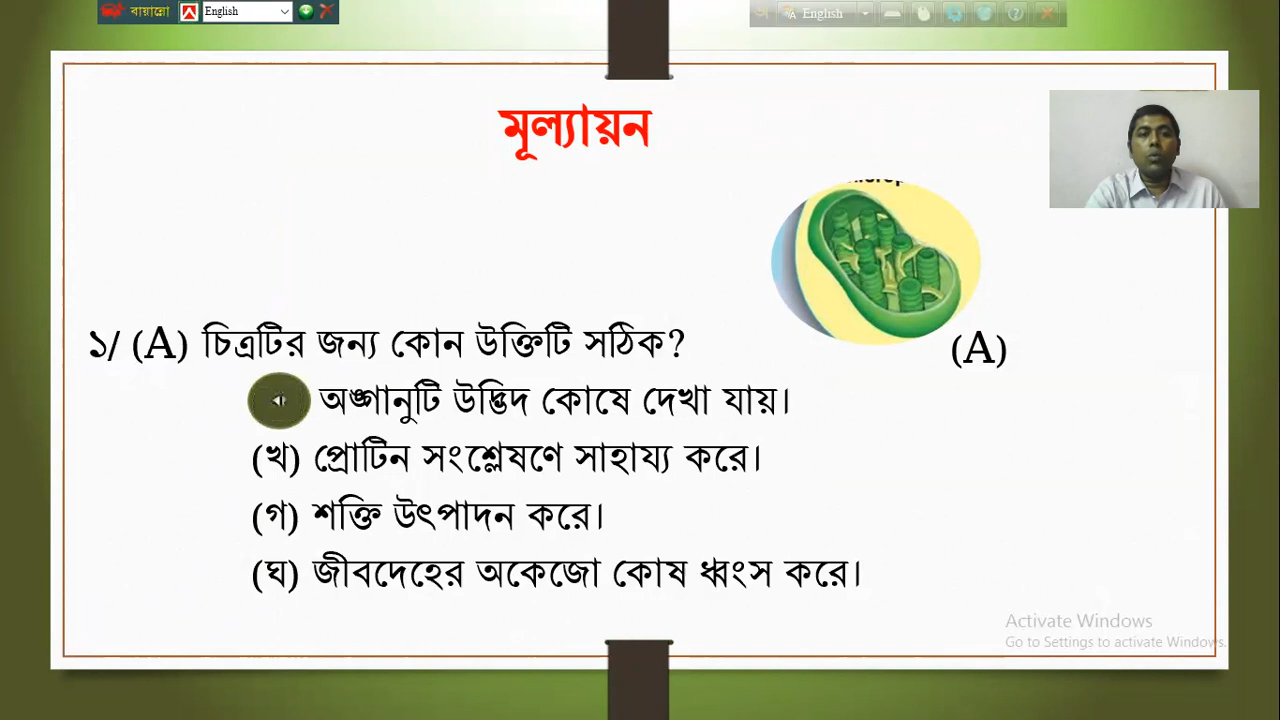 বায়ান্নো English
English
মূল্যায়ন
১/ (A) চিত্রটির জন্য কোন উক্তিটি সঠিক?
(A)
অঙ্গানুটি উদ্ভিদ কোষে দেখা যায়।
(খ) প্রোটিন সংশ্লেষণে সাহায্য করে।
(গ) শক্তি উৎপাদন করে।
(ঘ) জীবদেহের অকেজো কোষ ধ্বংস করে।
Activate Windows
Go to Settings to activate Windows.